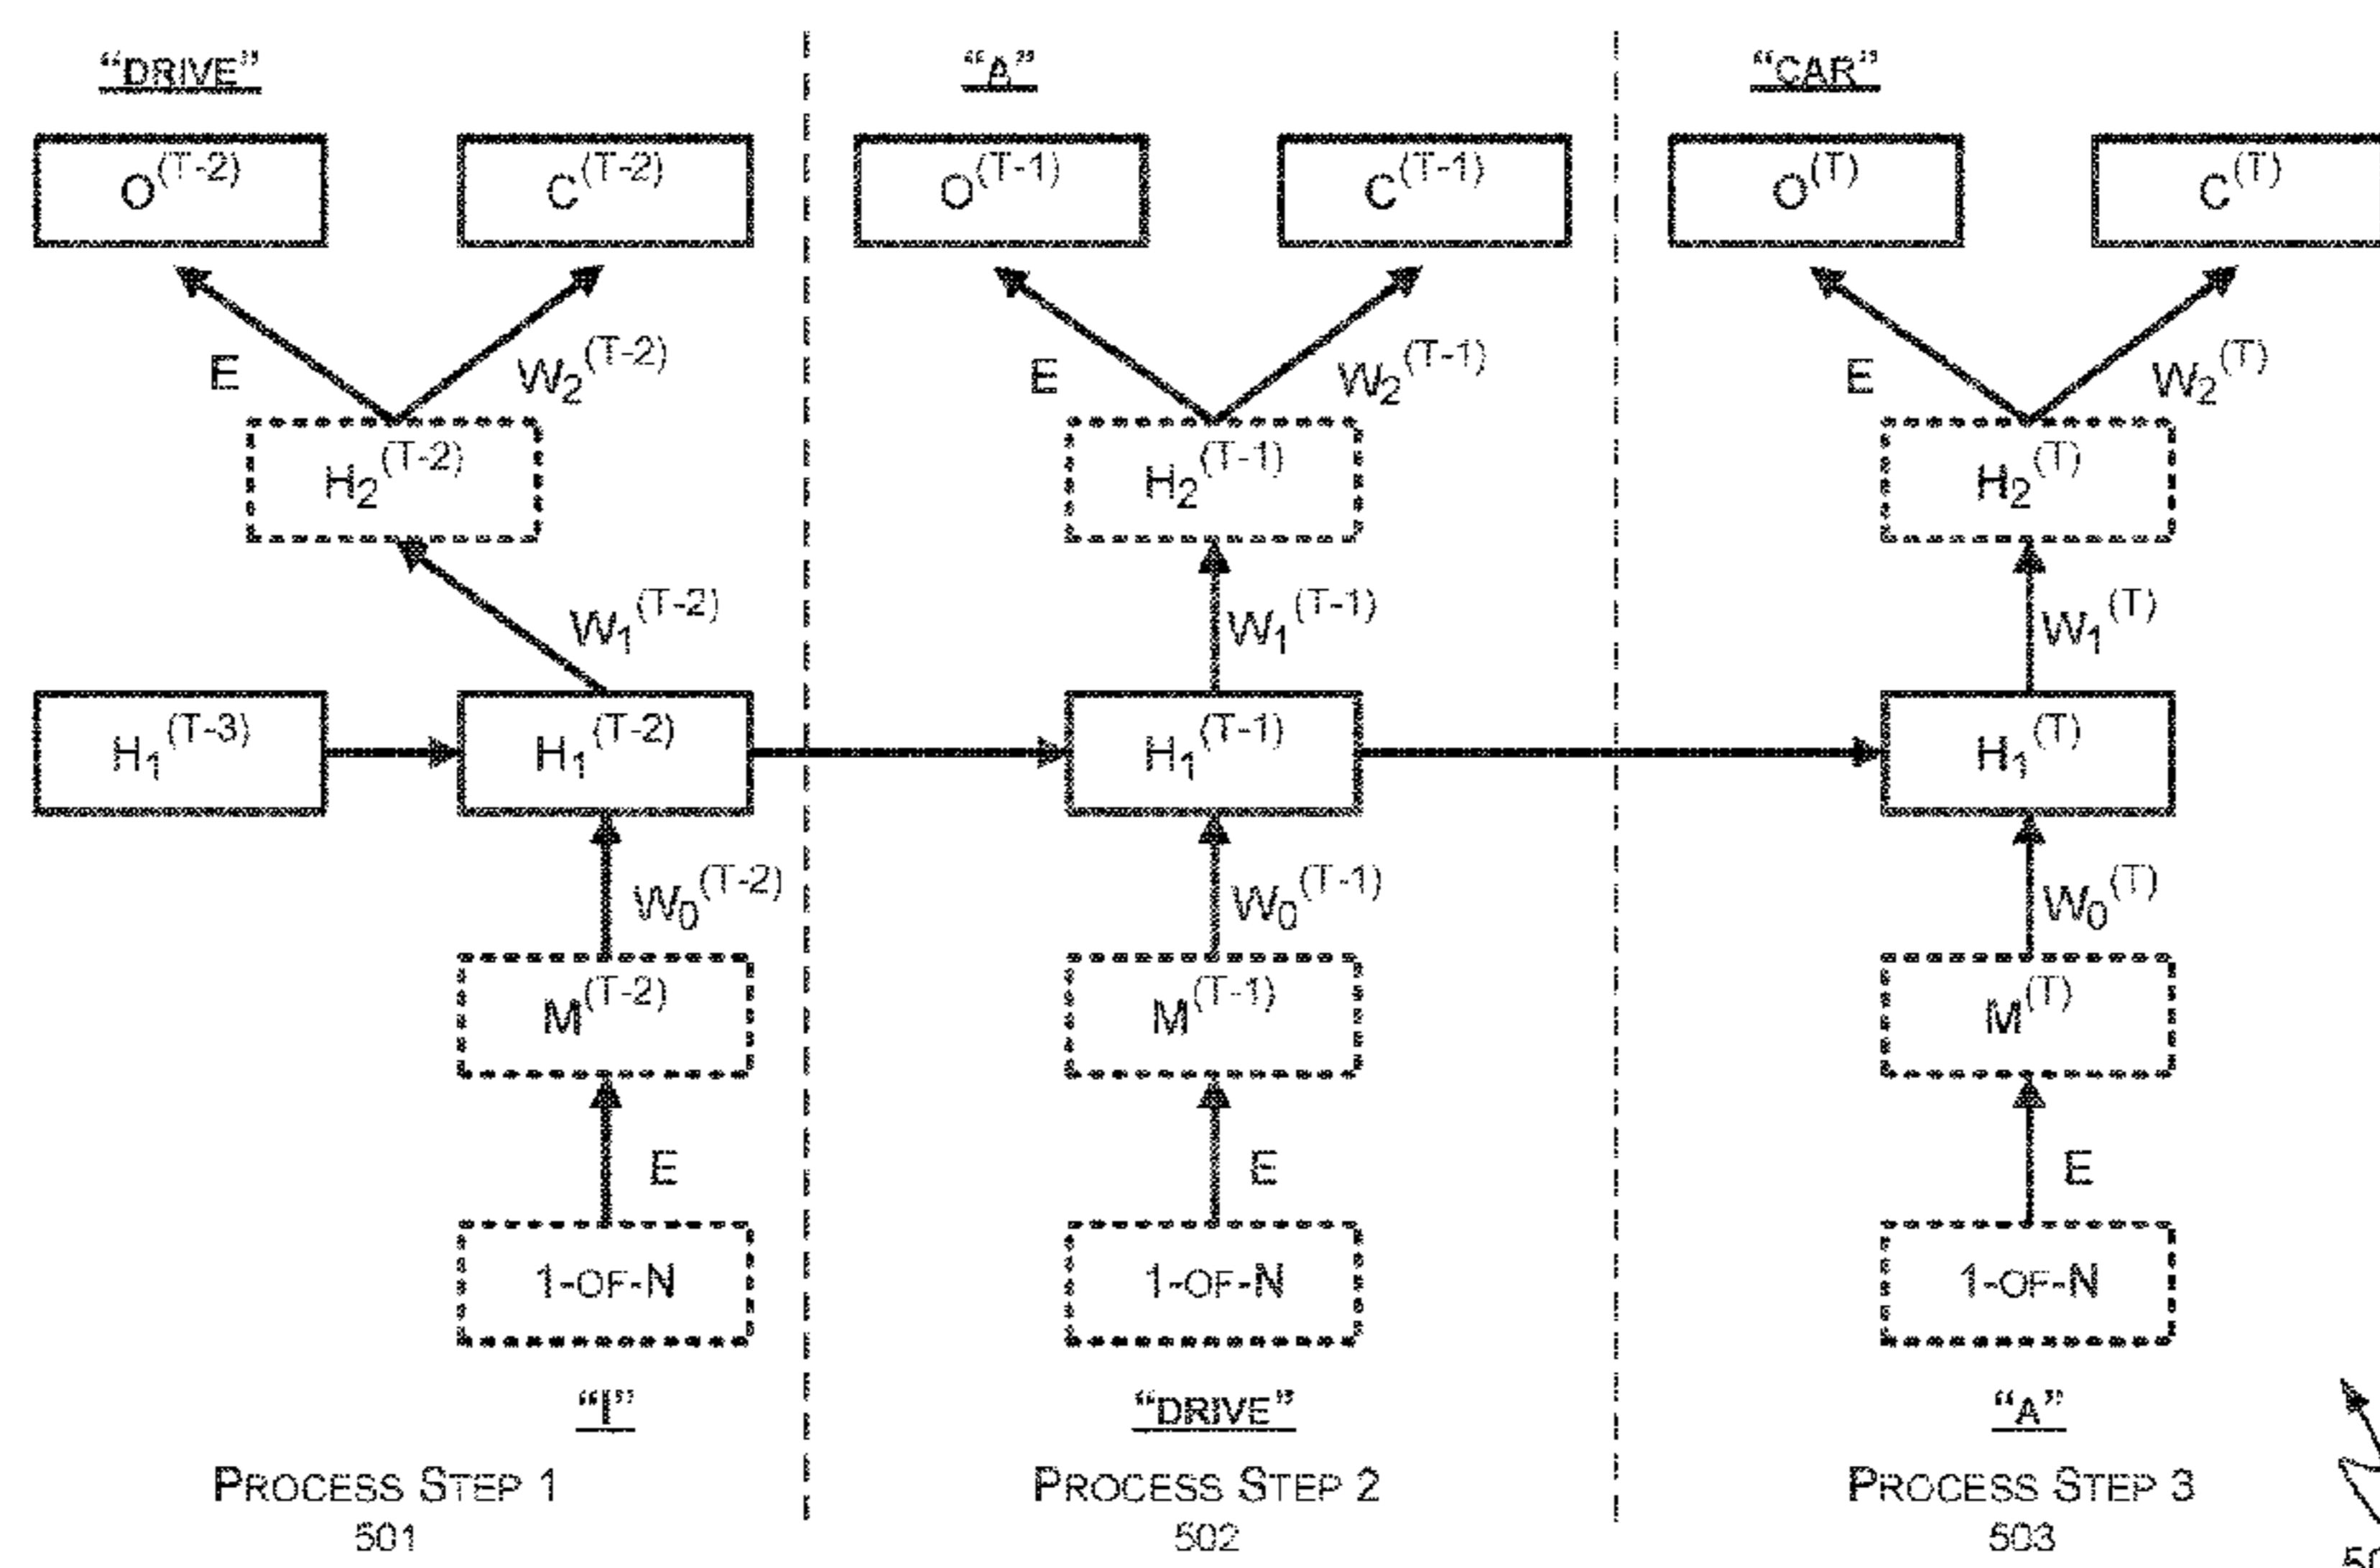 “DRIVE” “A” “CAR”
O(T-2) C(T-2) O(T-1) C(T-1) O(T) C(T)
E W2(T-2) E W2(T-1) E W2(T)
H2(T-2) H2(T-1) H2(T)
W1(T-2) W1(T-1) W1(T)
H1(T-3) H1(T-2) H1(T-1) H1(T)
W0(T-2) W0(T-1) W0(T)
M(T-2) M(T-1) M(T)
E E E
1-OF-N 1-OF-N 1-OF-N
“I” “DRIVE” “A”
PROCESS STEP 1 PROCESS STEP 2 PROCESS STEP 3
501 502 503